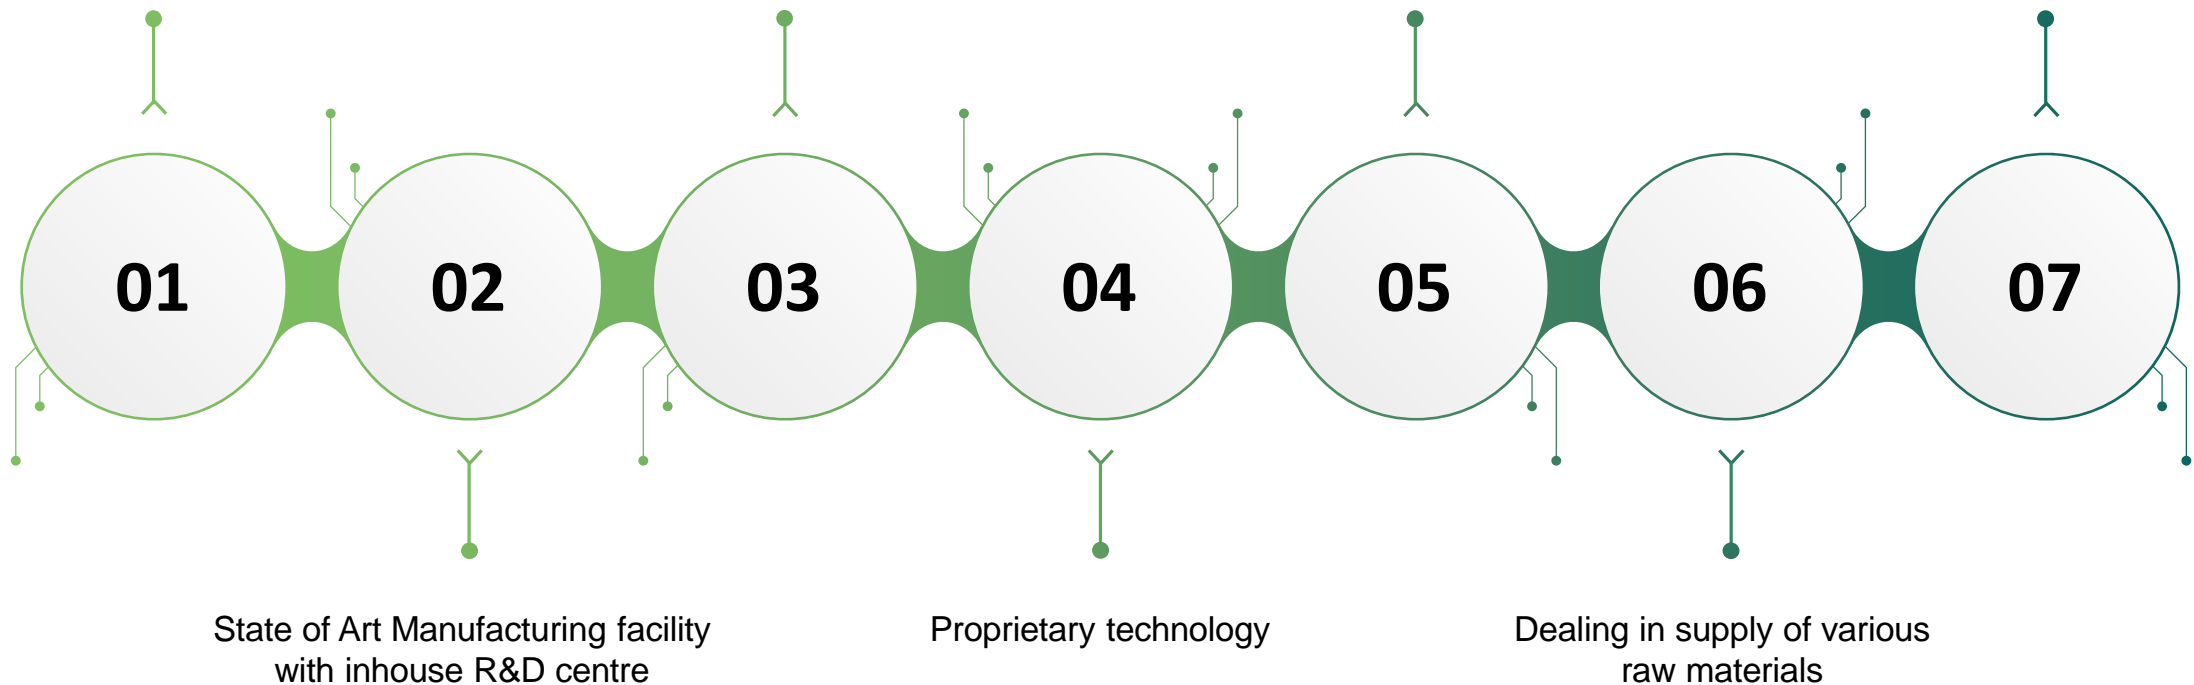 01 02 03 04 05 06 07
State of Art Manufacturing facility
with inhouse R&D centre
Proprietary technology
Dealing in supply of various
raw materials